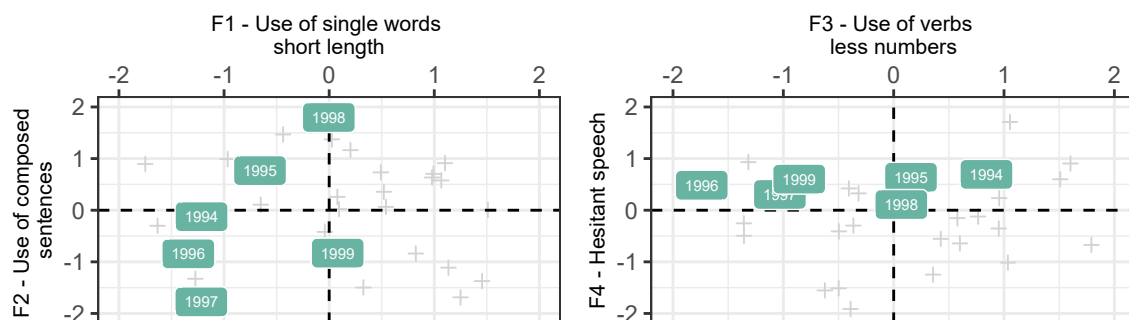 F1 - Use of single words
short length
-2 -1 0 1 2
F2 - Use of composed
sentences
2
1
0
-1
-2
1998
1995
1994
1996
1999
1997
F3 - Use of verbs
less numbers
-2 -1 0 1 2
F4 - Hesitant speech
2
1
0
-1
-2
1996
1997
1999
1995
1994
1998